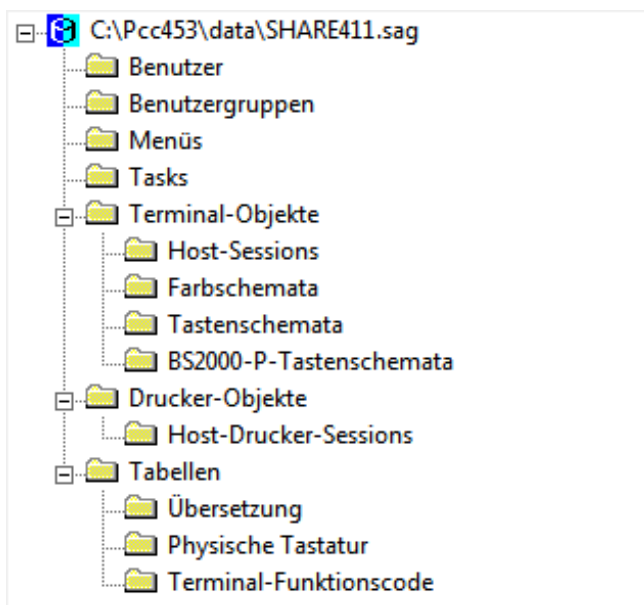 C:\Pcc453\data\SHARE411.sag
Benutzer
Benutzergruppen
Menüs
Tasks
Terminal-Objekte
Host-Sessions
Farbschemata
Tastenschemata
BS2000-P-Tastenschemata
Drucker-Objekte
Host-Drucker-Sessions
Tabellen
Übersetzung
Physische Tastatur
Terminal-Funktionscode